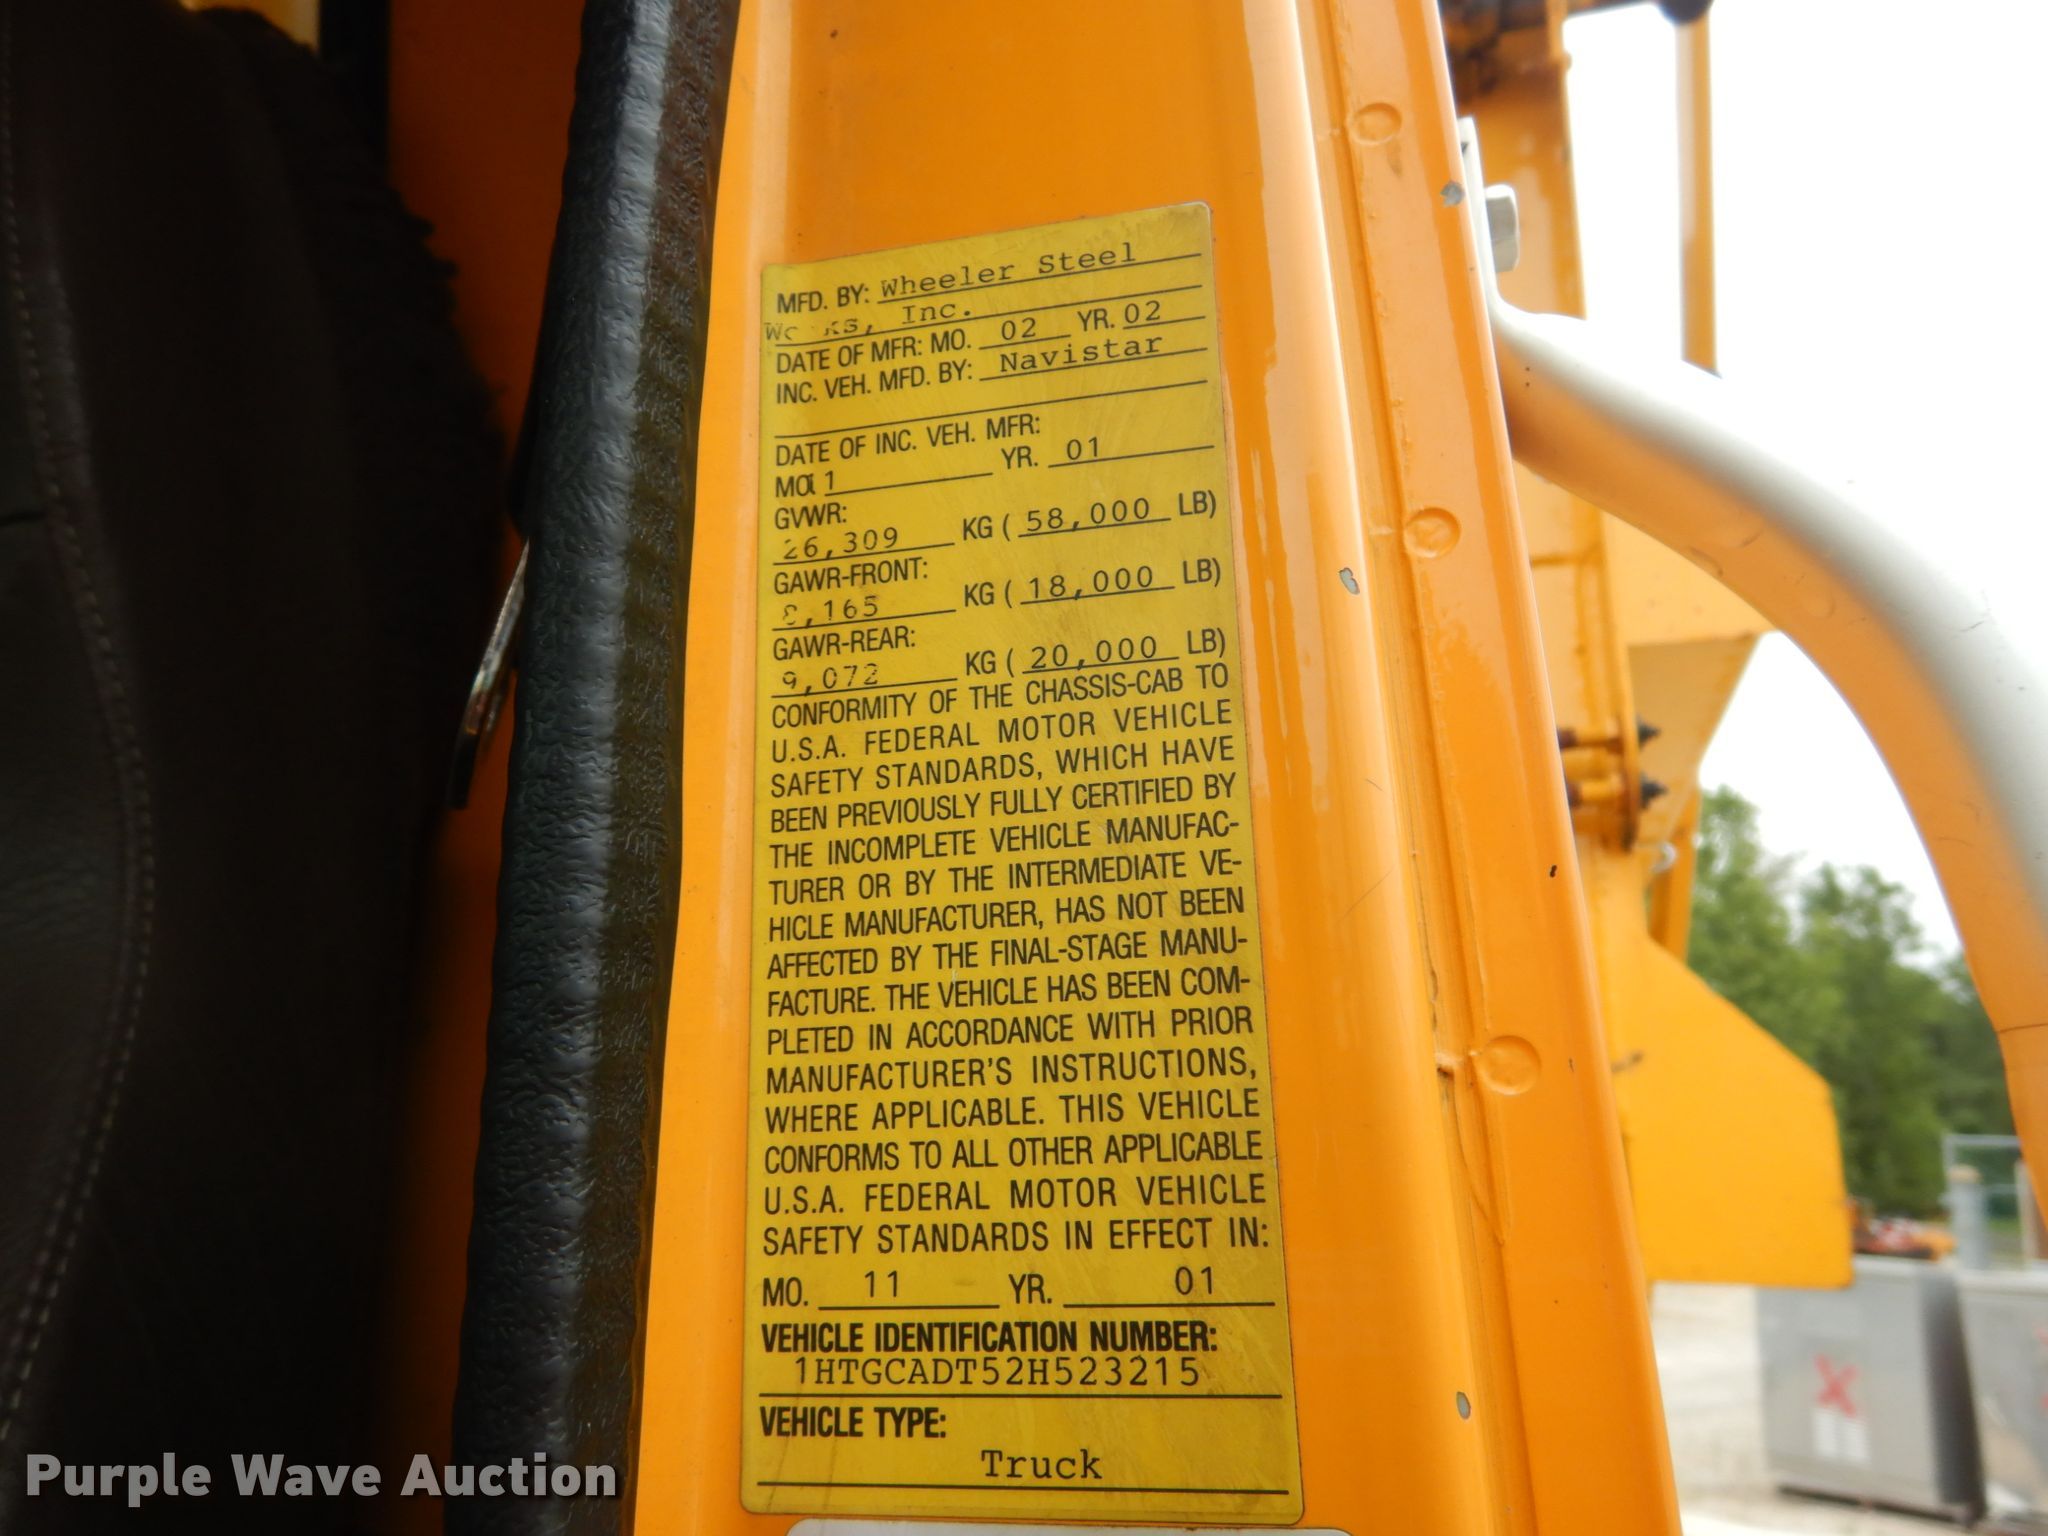 MFD. BY: Wheeler Steel
Inc.
DATE OF MFR: MO. 02 YR. 02
INC. VEH. MFD. BY: Navistar
DATE OF INC. VEH. MFR:
YR. 01
GVWR:
26,309 KG ( 58,000 LB)
GAWR-FRONT:
8,165 KG ( 18,000 LB)
GAWR-REAR:
9,072 KG ( 20,000 LB)
CONFORMITY OF THE CHASSIS-CAB TO
U.S.A. FEDERAL MOTOR VEHICLE
SAFETY STANDARDS, WHICH HAVE
BEEN PREVIOUSLY FULLY CERTIFIED BY
THE INCOMPLETE VEHICLE MANUFAC-
TURER OR BY THE INTERMEDIATE VE-
HICLE MANUFACTURER, HAS NOT BEEN
AFFECTED BY THE FINAL-STAGE MANU-
FACTURE. THE VEHICLE HAS BEEN COM-
PLETED IN ACCORDANCE WITH PRIOR
MANUFACTURER'S INSTRUCTIONS,
WHERE APPLICABLE. THIS VEHICLE
CONFORMS TO ALL OTHER APPLICABLE
U.S.A. FEDERAL MOTOR VEHICLE
SAFETY STANDARDS IN EFFECT IN:
MO. 11 YR. 01
VEHICLE IDENTIFICATION NUMBER:
1HTGCADT52H523215
VEHICLE TYPE:
Truck
Purple Wave Auction